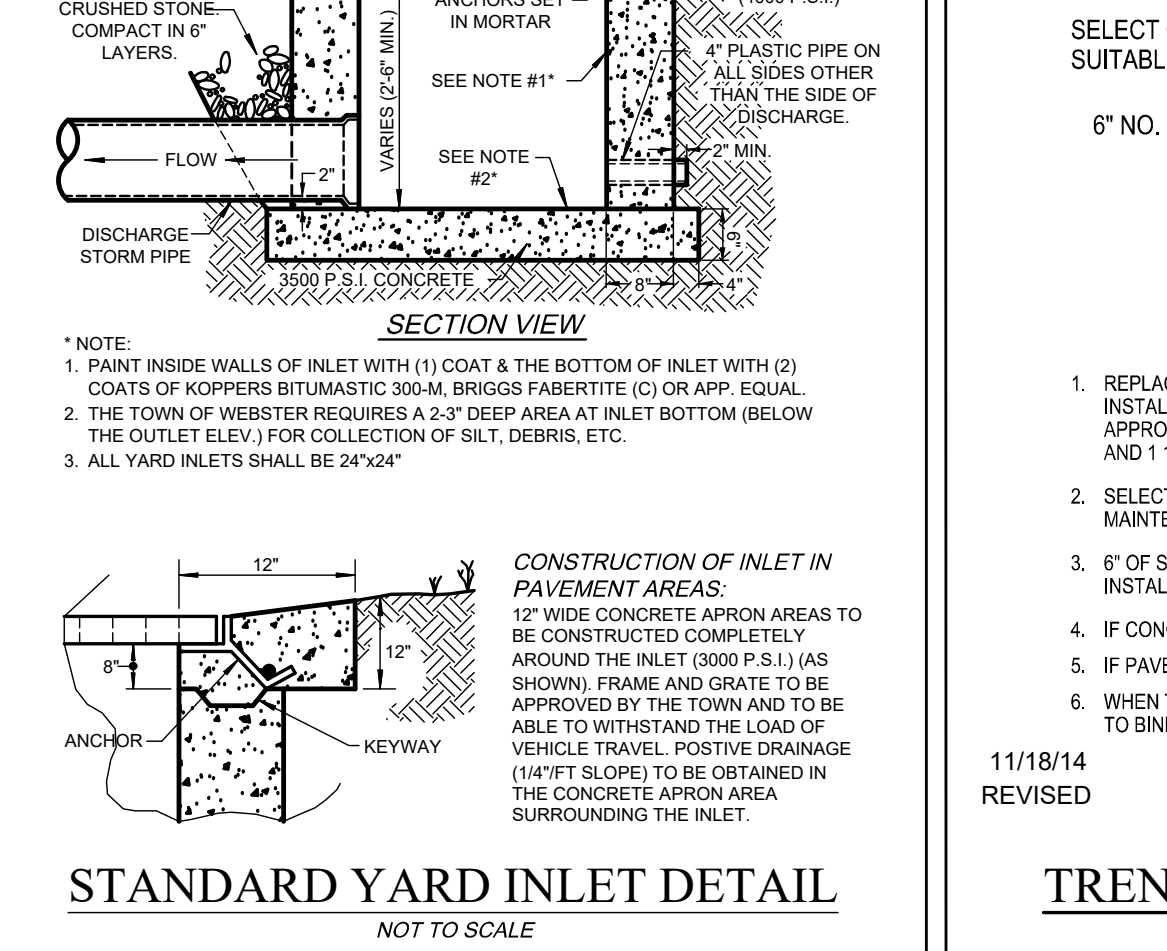 CRUSHED STONE.
COMPACT IN 6"
LAYERS.
ANCHORS SET
IN MORTAR
VARIES (2'-6" MIN.)
SEE NOTE #1*
4" PLASTIC PIPE ON
ALL SIDES OTHER
THAN THE SIDE OF
DISCHARGE.
2" MIN.
FLOW
SEE NOTE
#2*
2"
DISCHARGE
STORM PIPE
3500 P.S.I. CONCRETE
6"
8"
4"
SECTION VIEW
* NOTE:
1. PAINT INSIDE WALLS OF INLET WITH (1) COAT & THE BOTTOM OF INLET WITH (2)
COATS OF KOPPERS BITUMASTIC 300-M, BRIGGS FABERTITE (C) OR APP. EQUAL.
2. THE TOWN OF WEBSTER REQUIRES A 2-3" DEEP AREA AT INLET BOTTOM (BELOW
THE OUTLET ELEV.) FOR COLLECTION OF SILT, DEBRIS, ETC.
3. ALL YARD INLETS SHALL BE 24"x24"
12"
8"
12"
ANCHOR
KEYWAY
CONSTRUCTION OF INLET IN
PAVEMENT AREAS:
12" WIDE CONCRETE APRON AREAS TO
BE CONSTRUCTED COMPLETELY
AROUND THE INLET (3000 P.S.I.) (AS
SHOWN). FRAME AND GRATE TO BE
APPROVED BY THE TOWN AND TO BE
ABLE TO WITHSTAND THE LOAD OF
VEHICLE TRAVEL. POSTIVE DRAINAGE
(1/4"/FT SLOPE) TO BE OBTAINED IN
THE CONCRETE APRON AREA
SURROUNDING THE INLET.
STANDARD YARD INLET DETAIL
NOT TO SCALE
SELECT
SUITABL
6" NO.
1. REPLA
INSTAL
APPRO
AND 1
2. SELECT
MAINTE
3. 6" OF S
INSTAL
4. IF CON
5. IF PAVE
6. WHEN
TO BIN
11/18/14
REVISED
TREN